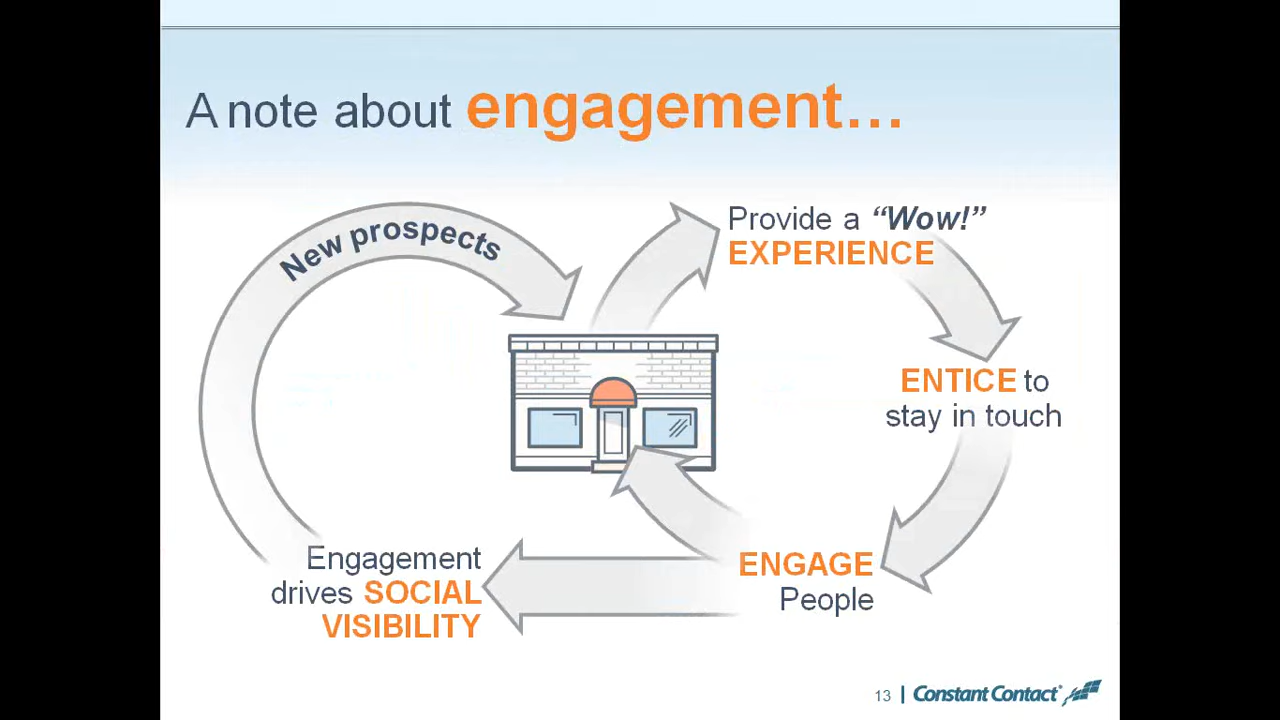 A note about engagement…
New prospects
Provide a “Wow!”
EXPERIENCE
ENTICE to
stay in touch
ENGAGE
People
Engagement
drives SOCIAL
VISIBILITY
13 | Constant Contact®